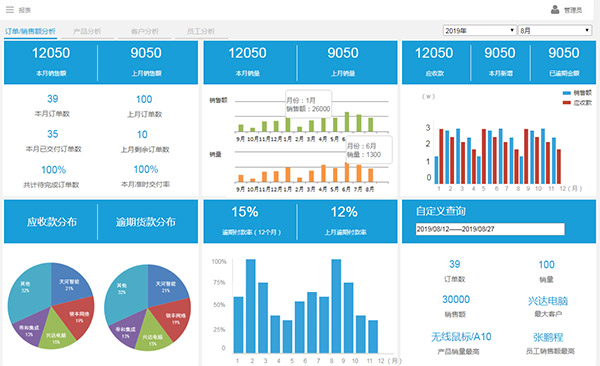 报表
管理员
订单/销售额分析 产品分析 客户分析 员工分析
2019年 8月
12050 9050
本月销售额 上月销售额
39 100
本月订单数 上月订单数
35 10
本月已交付订单数 上月剩余订单数
100% 100%
共计待完成订单数 本月准时交付率
12050 9050
本月销量 上月销量
销售额
月份：1月
销售额：26000
9月 10月 11月 12月 1月 2月 3月 4月 5月 6月 7月 8月
销量
月份：6月
销量：1300
9月 10月 11月 12月 1月 2月 3月 4月 5月 6月 7月 8月
12050 9050 9050
应收款 本月新增 已逾期金额
（w）
销售额
应收款
3
2
1
0
1 2 3 4 5 6 7 8 9 10 11 12（月）
应收款分布 逾期货款分布
其他
32%
天河智能
21%
银丰网络
19%
兴达电脑
15%
希和集成
13%
其他
32%
天河智能
21%
银丰网络
19%
兴达电脑
15%
希和集成
13%
15% 12%
逾期付款率（12个月） 上月逾期付款率
100%
75%
50%
25%
0
1 2 3 4 5 6 7 8 9 10 11 12（月）
自定义查询
2019/08/12——2019/08/27
39 100
订单数 销量
30000 兴达电脑
销售额 最大客户
无线鼠标/A10 张鹏程
产品销量最高 员工销售额最高